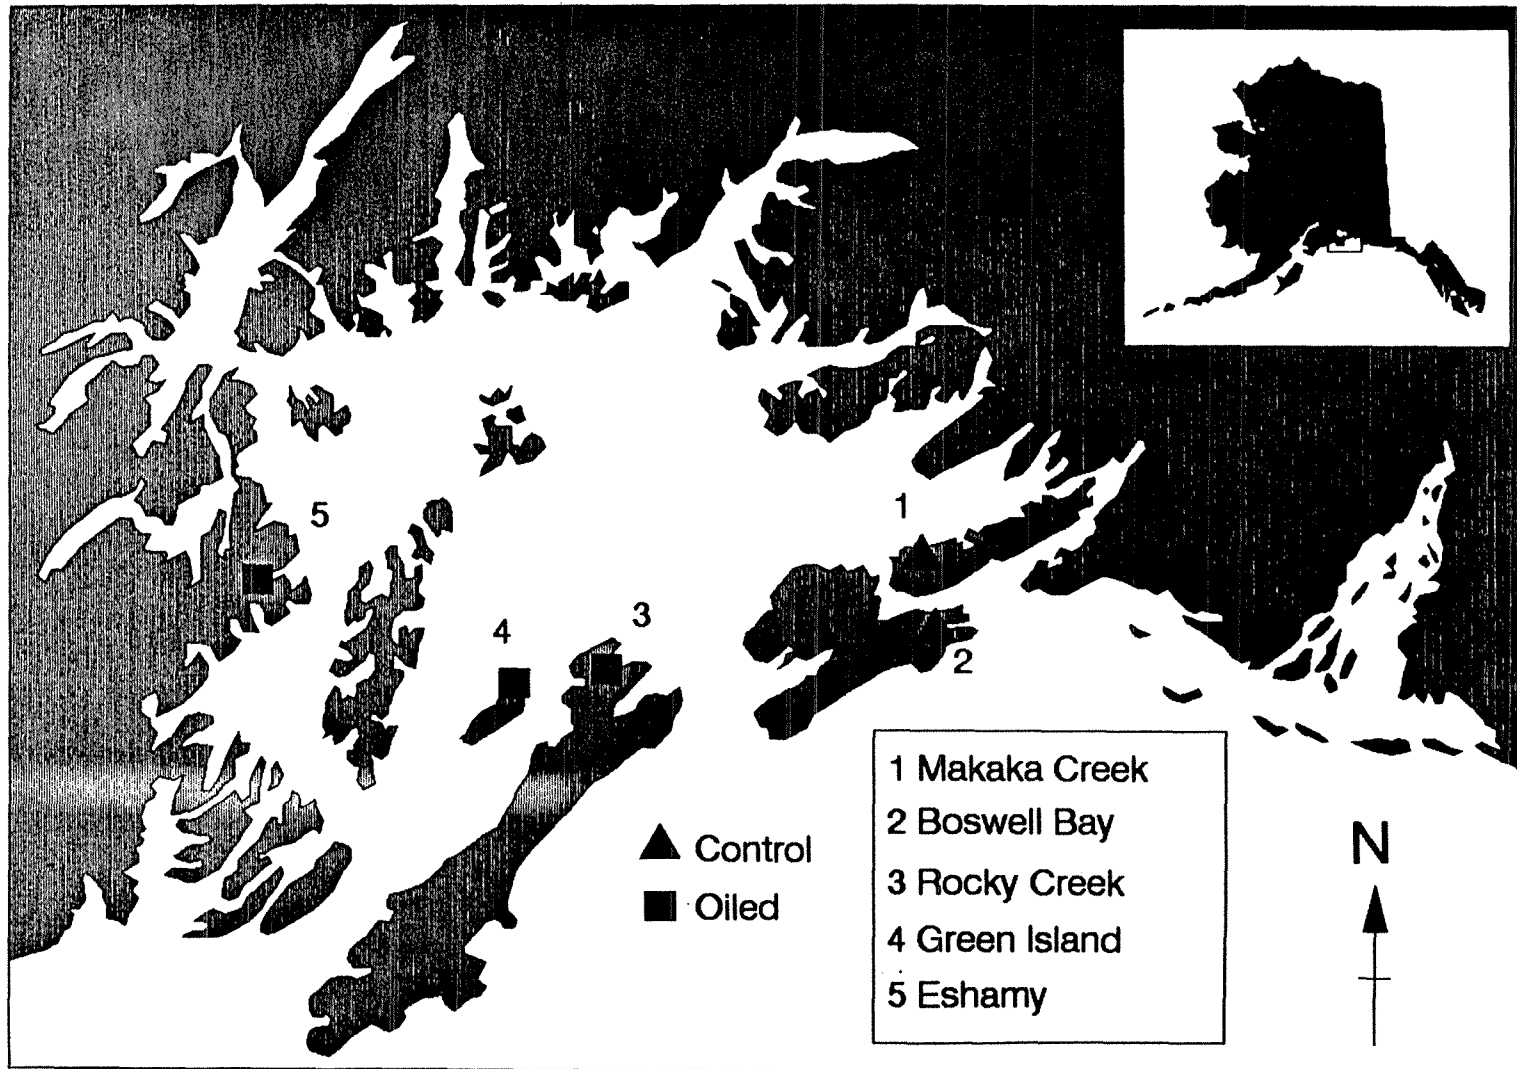 5
1
4
3
2
Control
Oiled
1 Makaka Creek
2 Boswell Bay
3 Rocky Creek
4 Green Island
5 Eshamy
N